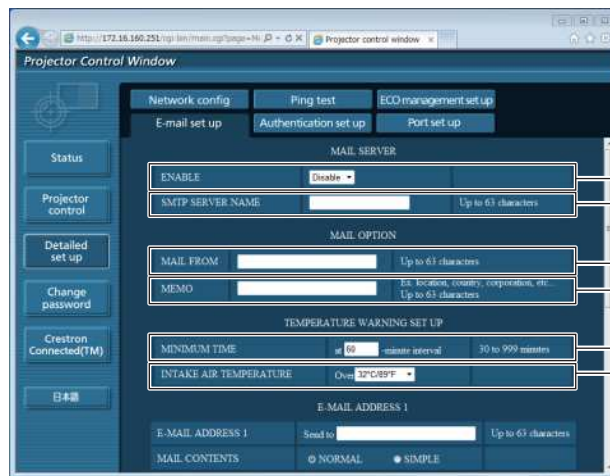 http://172.16.160.251/cgi-bin/main.cgi?page=
Projector control window
Projector Control Window
Network config Ping test ECO management set up
E-mail set up Authentication set up Port set up
Status
Projector control
Detailed set up
Change password
Crestron Connected(TM)
日本語
MAIL SERVER
ENABLE Disable
SMTP SERVER NAME Up to 63 characters
MAIL OPTION
MAIL FROM Up to 63 characters
MEMO Ex. location, country, corporation, etc...
Up to 63 characters
TEMPERATURE WARNING SET UP
MINIMUM TIME at 60 -minute interval 30 to 999 minutes
INTAKE AIR TEMPERATURE Over 32°C/89°F
E-MAIL ADDRESS 1
E-MAIL ADDRESS 1 Send to Up to 63 characters
MAIL CONTENTS NORMAL SIMPLE